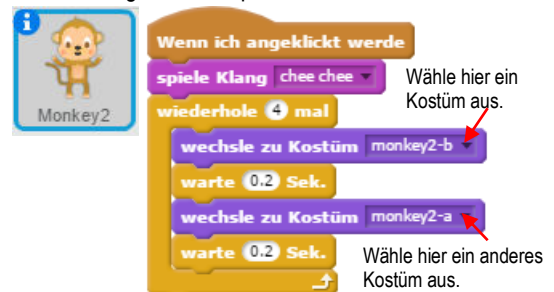 Wenn ich angeklickt werde
spiele Klang chee chee
Wähle hier ein
Kostüm aus.
Monkey2
wiederhole 4 mal
wechsle zu Kostüm monkey2-b
warte 0.2 Sek.
wechsle zu Kostüm monkey2-a
warte 0.2 Sek.
Wähle hier ein anderes
Kostüm aus.